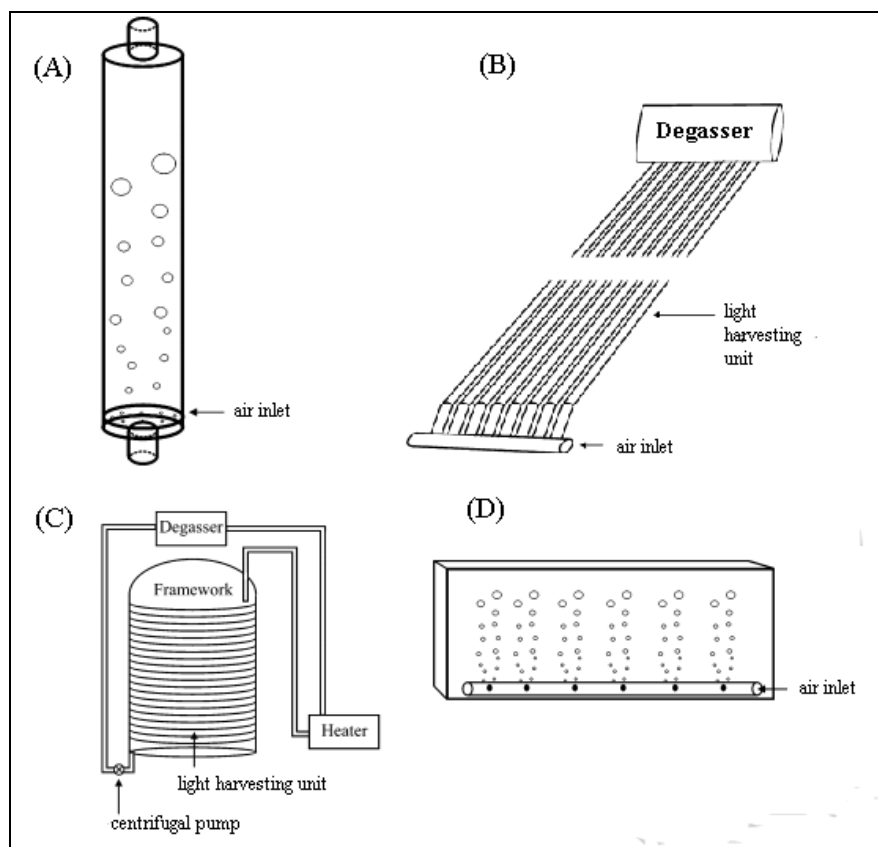 (A)
air inlet
(B)
Degasser
light
harvesting
unit
air inlet
(C)
Degasser
Framework
Heater
light harvesting unit
centrifugal pump
(D)
air inlet